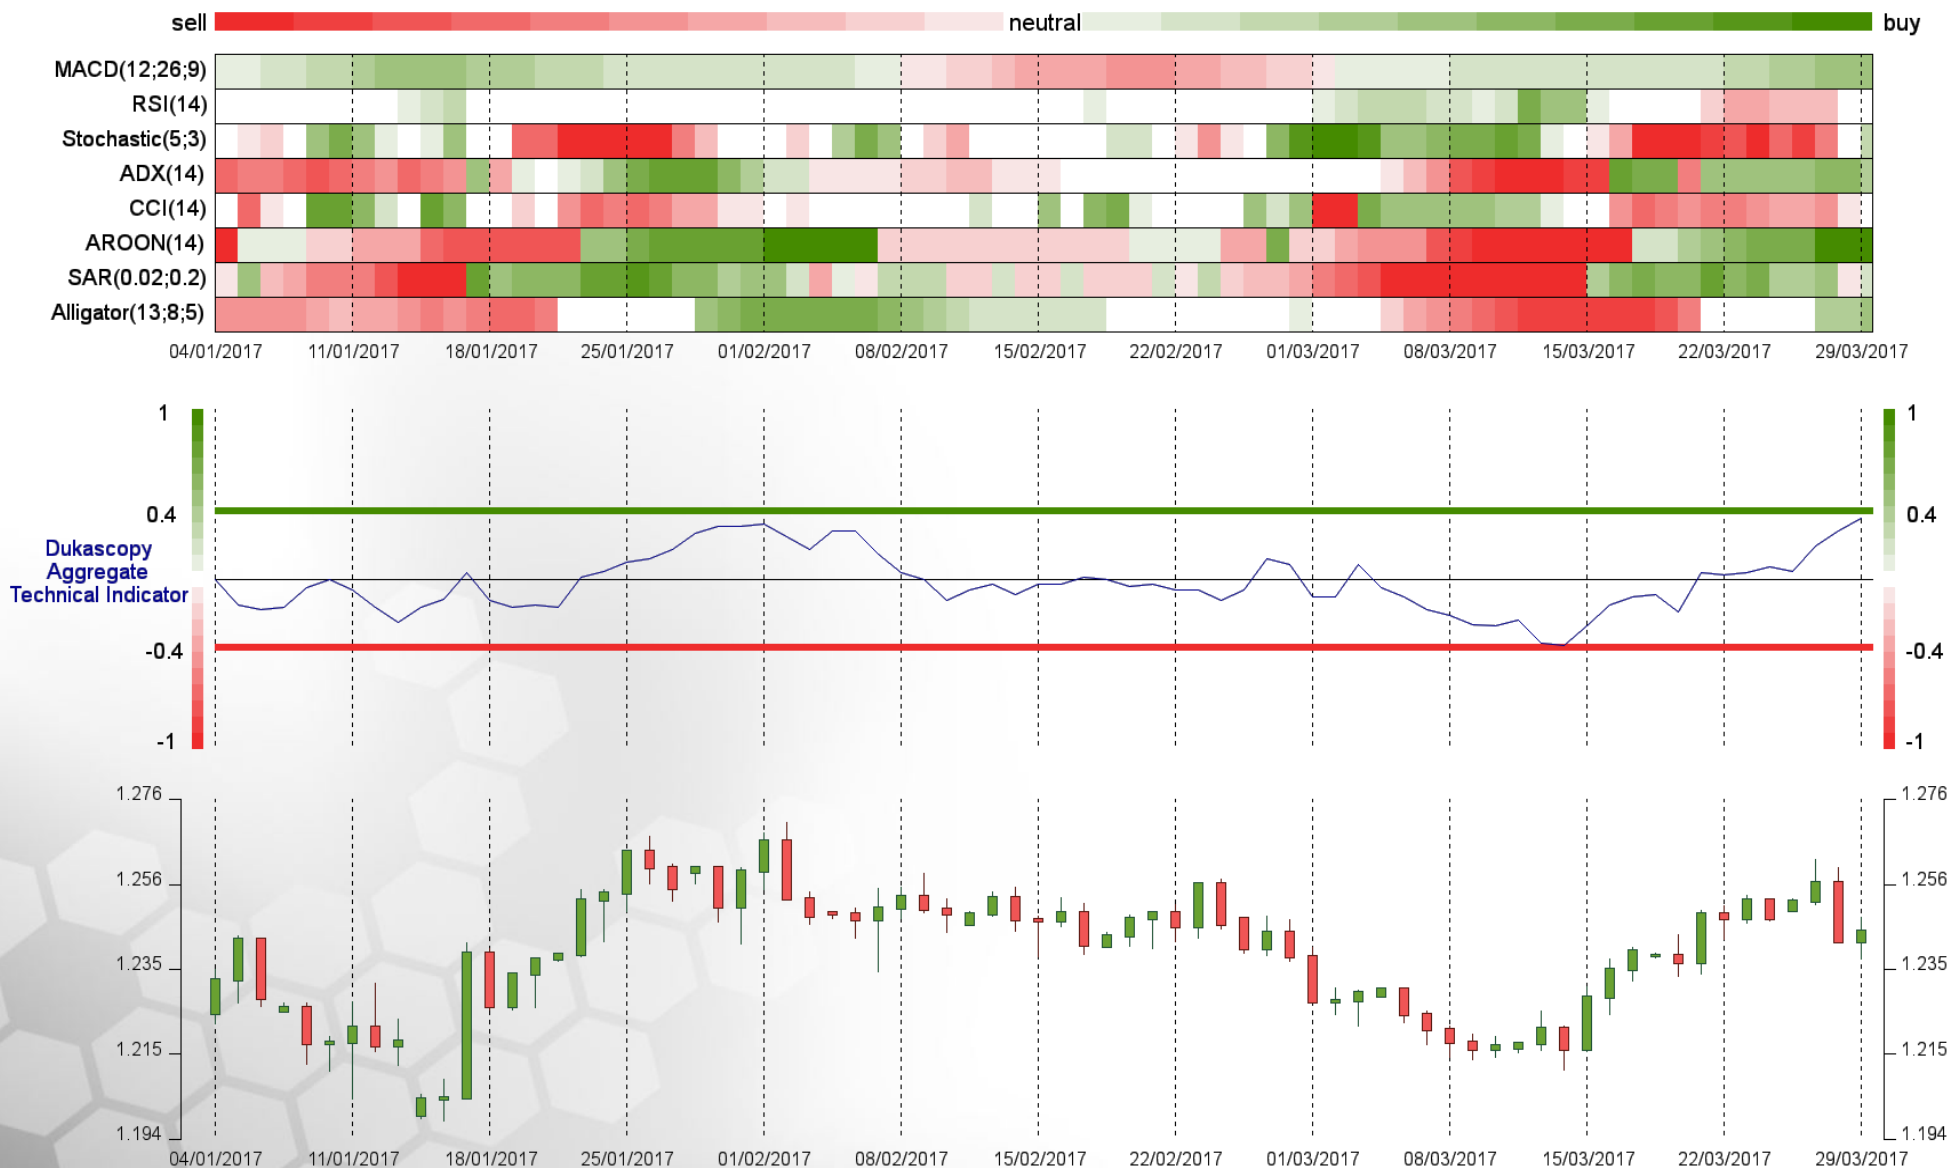 sell neutral buy
MACD(12;26;9)
RSI(14)
Stochastic(5;3)
ADX(14)
CCI(14)
AROON(14)
SAR(0.02;0.2)
Alligator(13;8;5)
04/01/2017 11/01/2017 18/01/2017 25/01/2017 01/02/2017 08/02/2017 15/02/2017 22/02/2017 01/03/2017 08/03/2017 15/03/2017 22/03/2017 29/03/2017
1 1
0.4 0.4
Dukascopy
Aggregate
Technical Indicator
-0.4 -0.4
-1 -1
1.276 1.276
1.256 1.256
1.235 1.235
1.215 1.215
1.194 1.194
04/01/2017 11/01/2017 18/01/2017 25/01/2017 01/02/2017 08/02/2017 15/02/2017 22/02/2017 01/03/2017 08/03/2017 15/03/2017 22/03/2017 29/03/2017